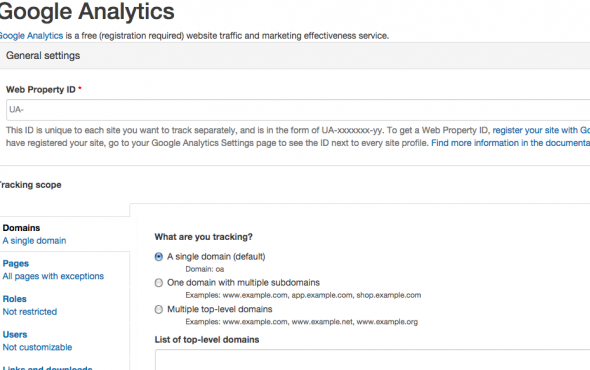 Google Analytics
Google Analytics is a free (registration required) website traffic and marketing effectiveness service.
General settings
Web Property ID *
UA-
This ID is unique to each site you want to track separately, and is in the form of UA-xxxxxxx-yy. To get a Web Property ID, register your site with
have registered your site, go to your Google Analytics Settings page to see the ID next to every site profile. Find more information in the
Tracking scope
Domains
A single domain
Pages
All pages with exceptions
Roles
Not restricted
Users
Not customizable
Links and downloads
What are you tracking?
A single domain (default)
Domain: oa
One domain with multiple subdomains
Examples: www.example.com, app.example.com, shop.example.com
Multiple top-level domains
Examples: www.example.com, www.example.net, www.example.org
List of top-level domains